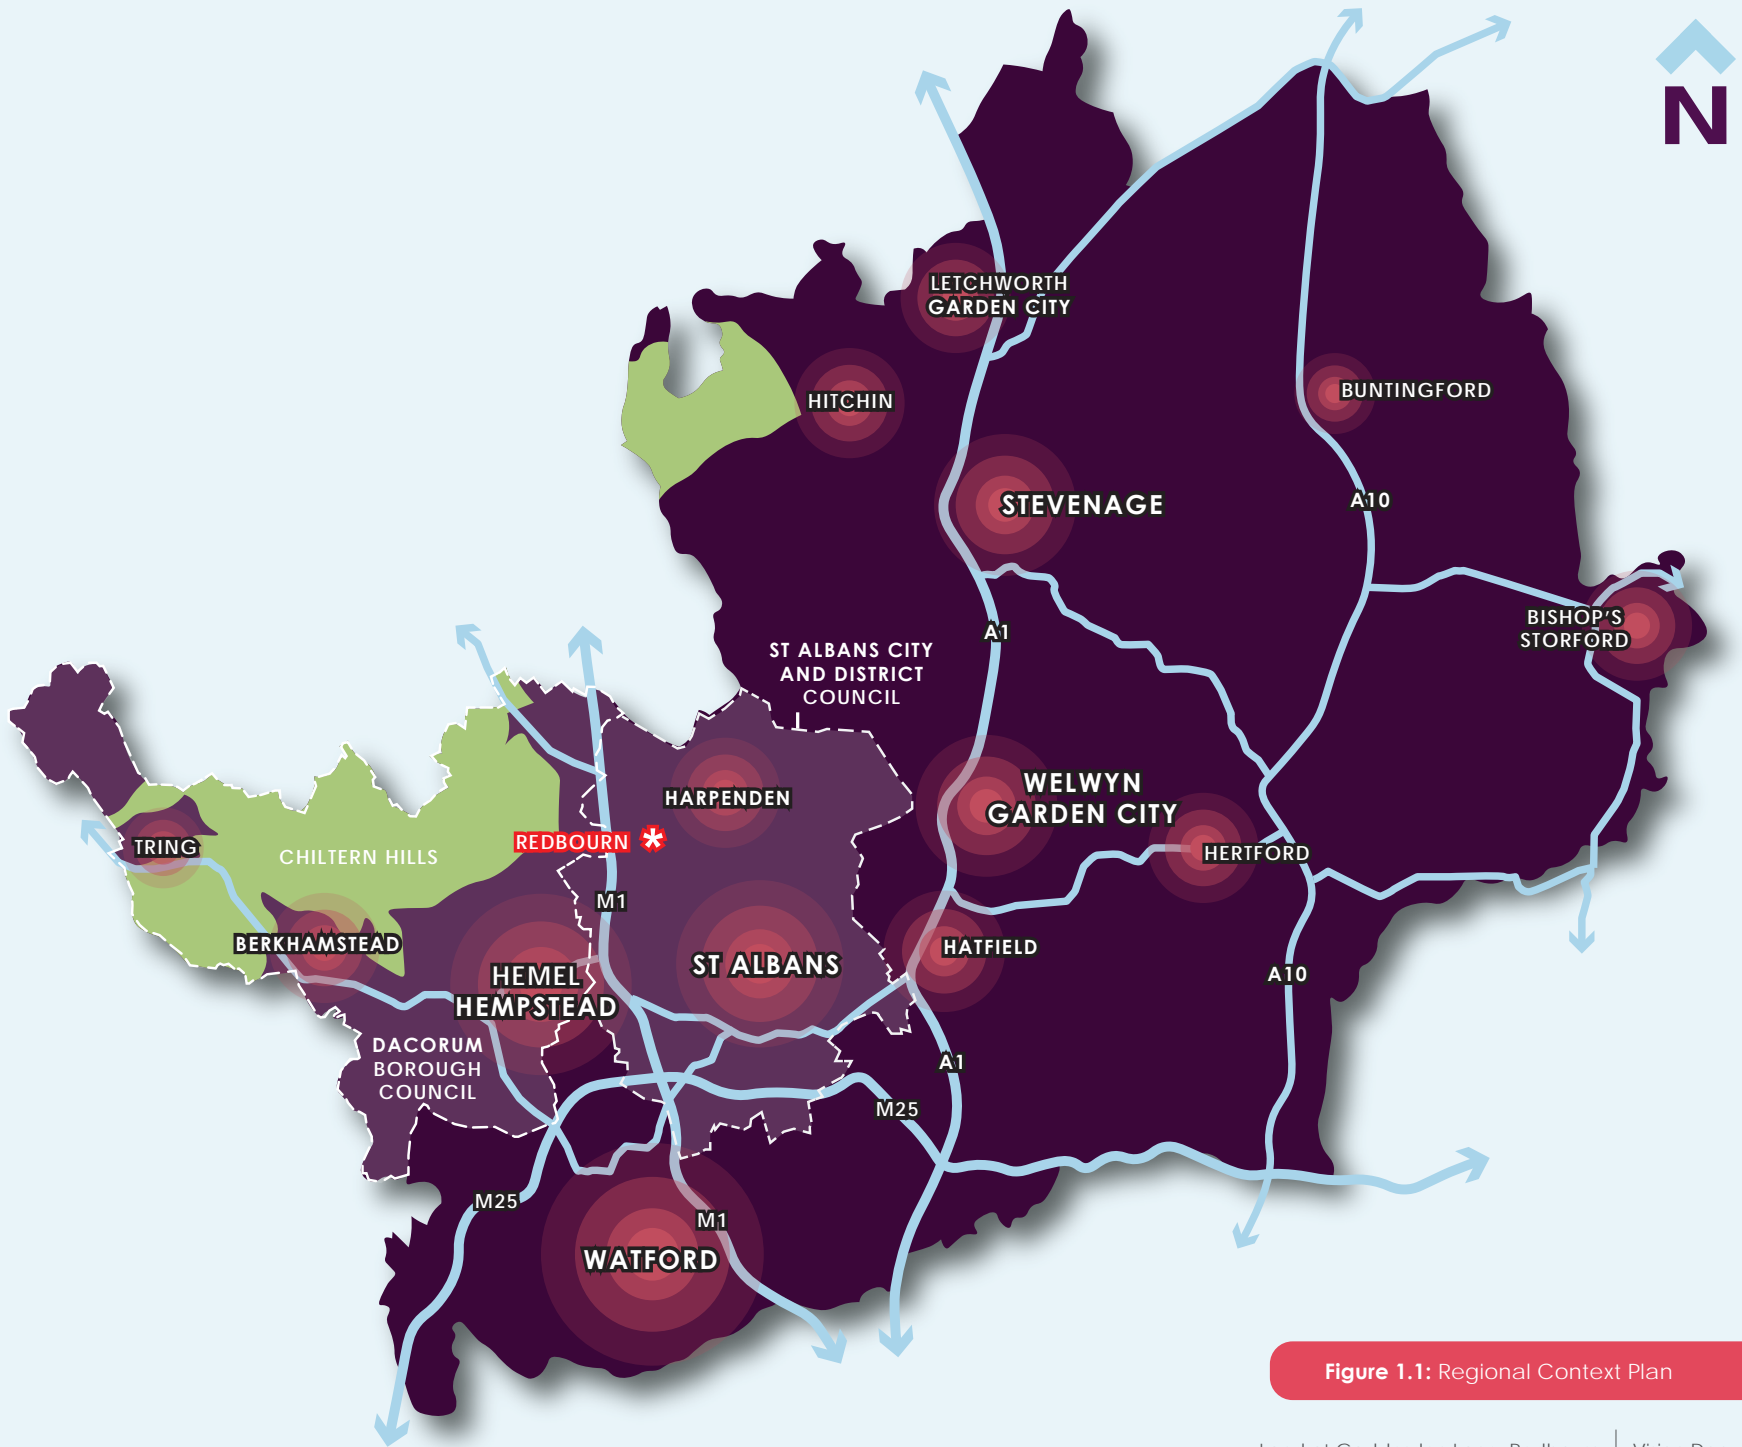 N
LETCHWORTH
GARDEN CITY
HITCHIN
BUNTINGFORD
STEVENAGE
A10
BISHOP'S
STORFORD
A1
ST ALBANS CITY
AND DISTRICT
COUNCIL
WELWYN
GARDEN CITY
HARPENDEN
REDBOURN *
TRING
CHILTERN HILLS
HERTFORD
M1
BERKHAMSTEAD
HATFIELD
ST ALBANS
HEMEL
HEMPSTEAD
A10
DACORUM
BOROUGH
COUNCIL
A1
M25
M25
M1
WATFORD
Figure 1.1: Regional Context Plan